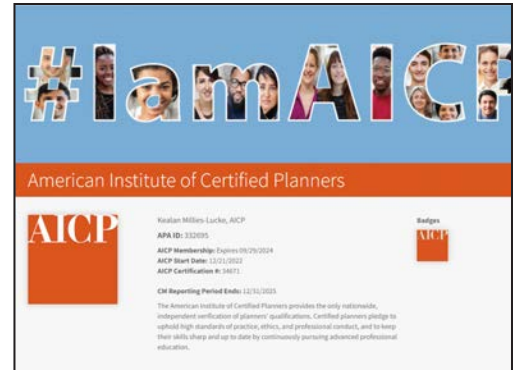 #IamAICP
American Institute of Certified Planners
AICP
Kealan Millies-Lucke, AICP
APA ID: 332695
AICP Membership: Expires 09/29/2024
AICP Start Date: 12/21/2022
AICP Certification #: 34671
CM Reporting Period Ends: 12/31/2025
The American Institute of Certified Planners provides the only nationwide,
independent verification of planners' qualifications. Certified planners pledge to
uphold high standards of practice, ethics, and professional conduct, and to keep
their skills sharp and up to date by continuously pursuing advanced professional
education.
Badges
AICP